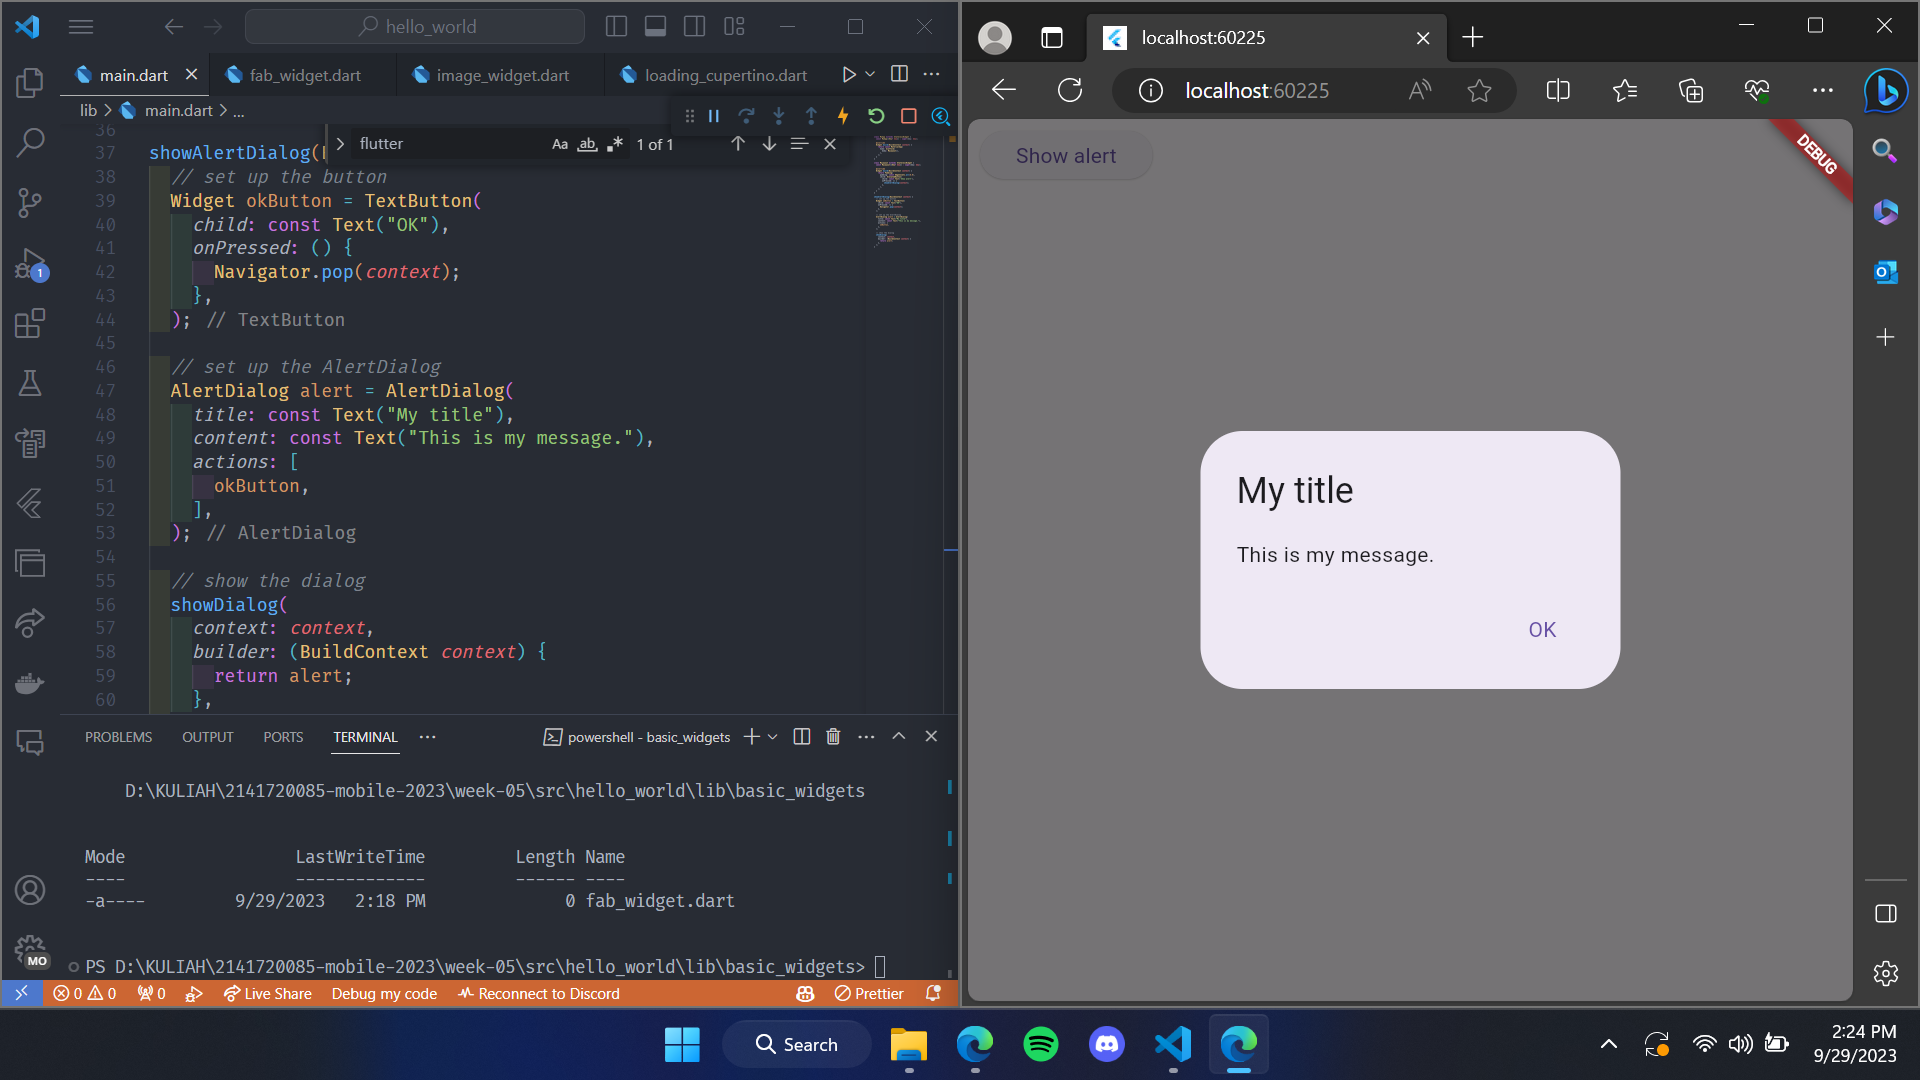 hello_world
main.dart
fab_widget.dart
image_widget.dart
loading_cupertino.dart
lib > main.dart > ...
flutter
Aa ab 1 of 1
36
37 showAlertDialog(
38 // set up the button
39 Widget okButton = TextButton(
40 child: const Text("OK"),
41 onPressed: () {
42 Navigator.pop(context);
43 },
44 ); // TextButton
45
46 // set up the AlertDialog
47 AlertDialog alert = AlertDialog(
48 title: const Text("My title"),
49 content: const Text("This is my message."),
50 actions: [
51 okButton,
52 ],
53 ); // AlertDialog
54
55 // show the dialog
56 showDialog(
57 context: context,
58 builder: (BuildContext context) {
59 return alert;
60 },
1
PROBLEMS OUTPUT PORTS TERMINAL ...
powershell - basic_widgets
D:\KULIAH\2141720085-mobile-2023\week-05\src\hello_world\lib\basic_widgets
Mode LastWriteTime Length Name
---- ------------- ------ ----
-a---- 9/29/2023 2:18 PM 0 fab_widget.dart
PS D:\KULIAH\2141720085-mobile-2023\week-05\src\hello_world\lib\basic_widgets>
MO
0 0 0 Live Share Debug my code Reconnect to Discord Prettier
localhost:60225
localhost:60225
Show alert
DEBUG
My title
This is my message.
OK
Search
2:24 PM
9/29/2023